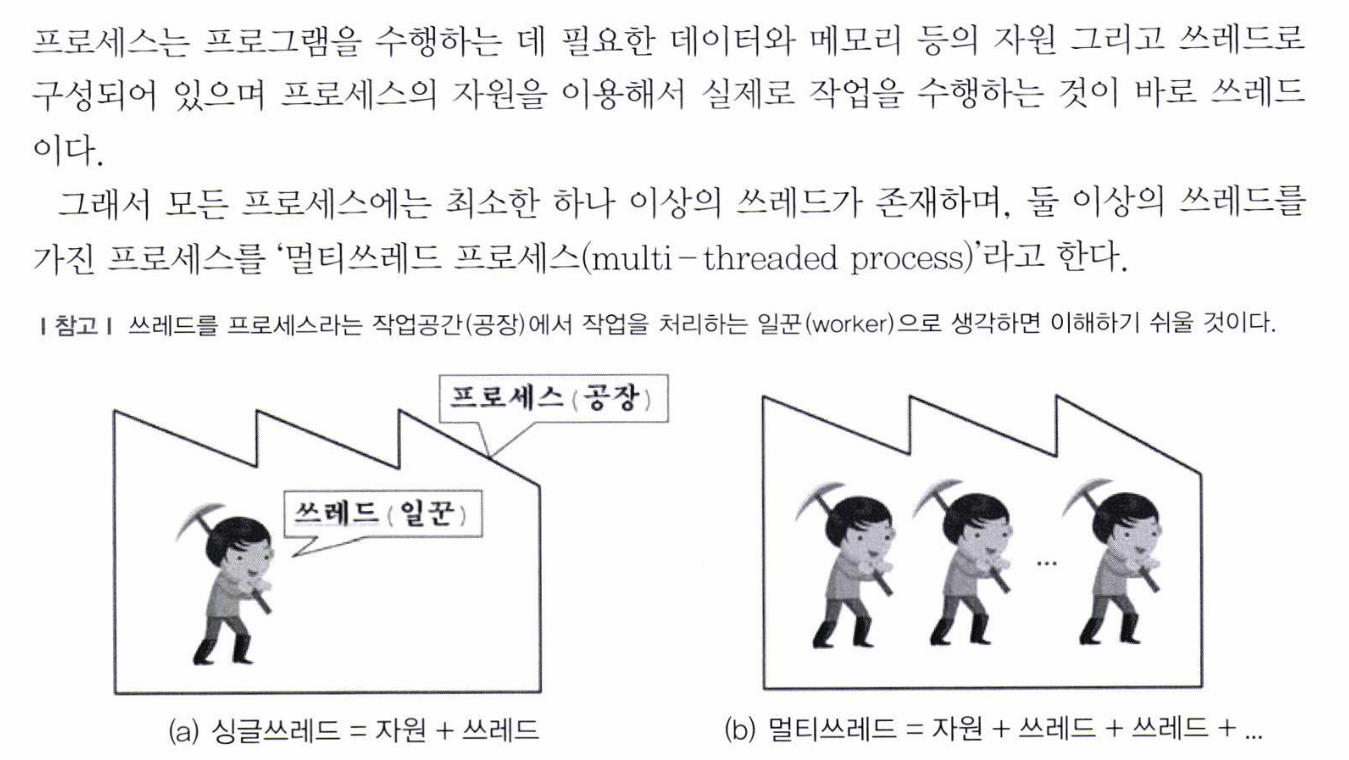 프로세스는 프로그램을 수행하는 데 필요한 데이터와 메모리 등의 자원 그리고 쓰레드로
구성되어 있으며 프로세스의 자원을 이용해서 실제로 작업을 수행하는 것이 바로 쓰레드
이다.
그래서 모든 프로세스에는 최소한 하나 이상의 쓰레드가 존재하며, 둘 이상의 쓰레드를
가진 프로세스를 ‘멀티쓰레드 프로세스(multi-threaded process)’라고 한다.
| 참고 | 쓰레드를 프로세스라는 작업공간(공장)에서 작업을 처리하는 일꾼(worker)으로 생각하면 이해하기 쉬울 것이다.
프로세스(공장)
쓰레드(일꾼)
...
(a) 싱글쓰레드 = 자원 + 쓰레드
(b) 멀티쓰레드 = 자원 + 쓰레드 + 쓰레드 + ...